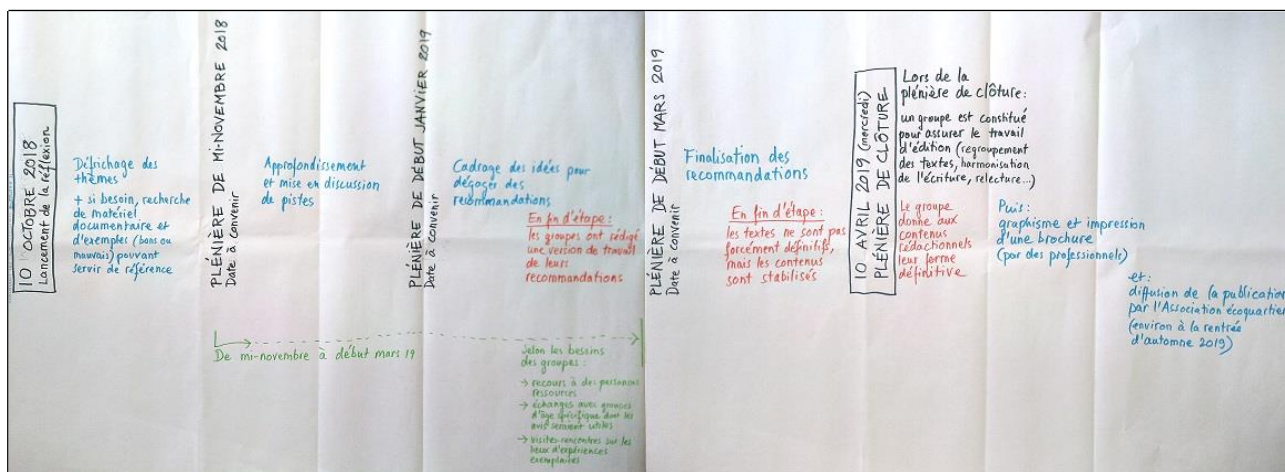 10 OCTOBRE 2018
Lancement de la réflexion
Défrichage des
thèmes
+ si besoin, recherche
de matériel
documentaire et
d'exemples (bons ou
mauvais) pouvant
servir de référence
PLÉNIÈRE DE MI-NOVEMBRE 2018
Date à convenir
Approfondissement
et mise en discussion
de pistes
PLÉNIÈRE DE DÉBUT JANVIER 2019
Date à convenir
Cadrage des idées pour
dégager des
recommandations
En fin d'étape :
les groupes ont rédigé
une version de travail
de leurs
recommandations
De mi-novembre à début mars 19
Selon les besoins
des groupes :
→ recours à des personnes
ressources
→ échanges avec groupes
d'âge spécifique dont les
avis seraient utiles
→ visites-rencontres sur les
lieux d'expériences
exemplaires
PLÉNIÈRE DE DÉBUT MARS 2019
Date à convenir
Finalisation des
recommandations
En fin d'étape :
les textes ne sont pas
forcément définitifs,
mais les contenus
sont stabilisés
10 AVRIL 2019 (mercredi)
PLÉNIÈRE DE CLÔTURE
Lors de la
plénière de clôture :
un groupe est constitué
pour assurer le travail
d'édition (regroupement
des textes, harmonisation
de l'écriture, relecture...)
Le groupe
donne aux
contenus
rédactionnels
leur forme
définitive
Puis :
graphisme et impression
d'une brochure
(par des professionnels)
et :
diffusion de la publication
par l'Association écoquartier
(environ à la rentrée
d'automne 2019)